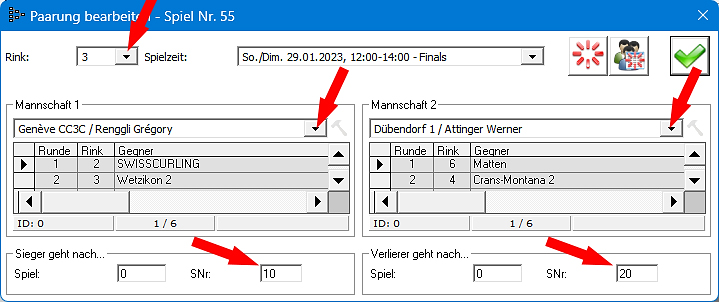 Paarung bearbeiten - Spiel Nr. 55
Rink: 3 Spielzeit: So./Dim. 29.01.2023, 12:00-14:00 - Finals
Mannschaft 1
Genève CC3C / Renggli Grégory
Runde Rink Gegner
1 2 SWISSCURLING
2 3 Wetzikon 2
ID: 0 1 / 6
Mannschaft 2
Dübendorf 1 / Attinger Werner
Runde Rink Gegner
1 6 Matten
2 4 Crans-Montana 2
ID: 0 1 / 6
Sieger geht nach...
Spiel: 0 SNr: 10
Verlierer geht nach...
Spiel: 0 SNr: 20